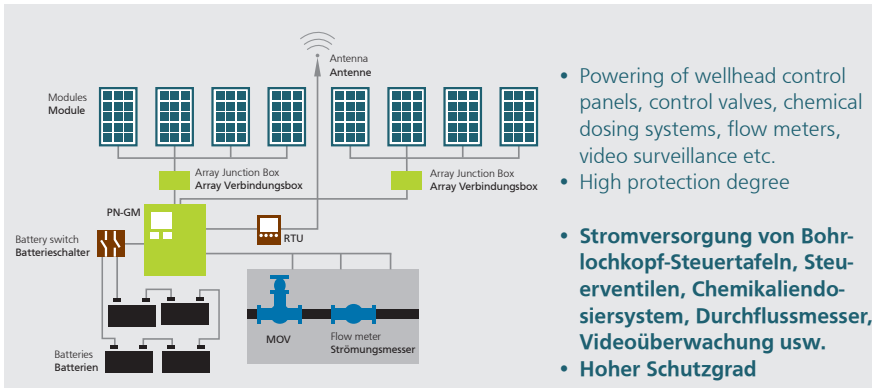 Antenna
Antenne
Modules
Module
Array Junction Box
Array Verbindungsbox
Array Junction Box
Array Verbindungsbox
PN-GM
Battery switch
Batterieschalter
RTU
MOV
Flow meter
Strömungsmesser
Batteries
Batterien
• Powering of wellhead control
panels, control valves, chemical
dosing systems, flow meters,
video surveillance etc.
• High protection degree
• Stromversorgung von Bohr-
lochkopf-Steuertafeln, Steu-
erventilen, Chemikaliendo-
siersystem, Durchflussmesser,
Videoüberwachung usw.
• Hoher Schutzgrad